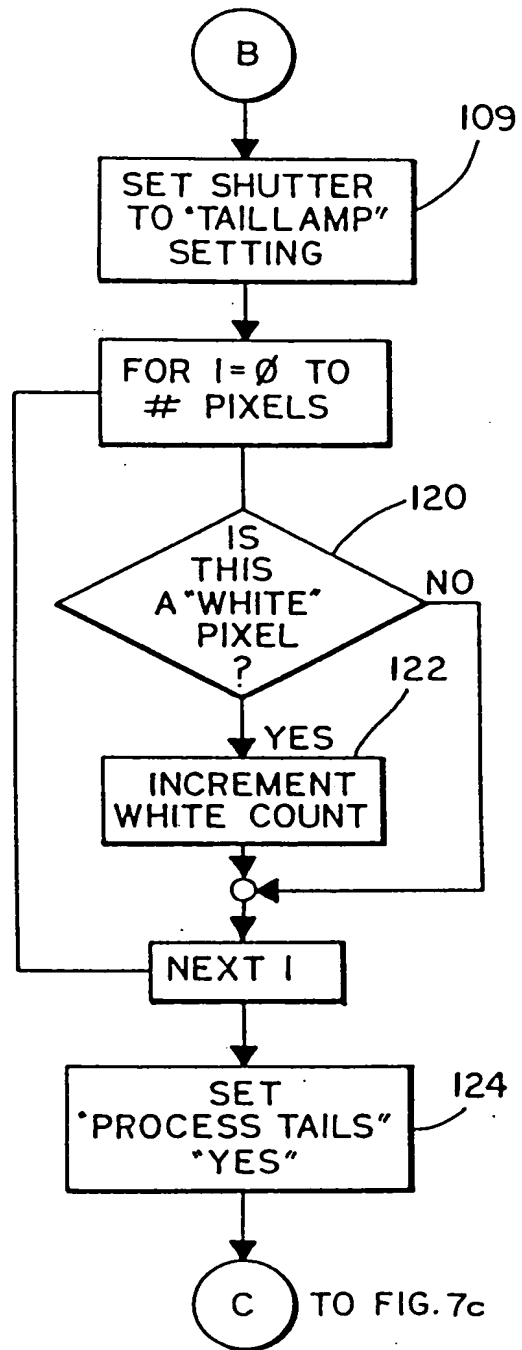 B
109
SET SHUTTER
TO "TAILLAMP"
SETTING
FOR I=Ø TO
# PIXELS
120
IS
THIS
A "WHITE"
PIXEL
?
NO
122
YES
INCREMENT
WHITE COUNT
NEXT I
SET
"PROCESS TAILS"
"YES"
124
C TO FIG. 7c